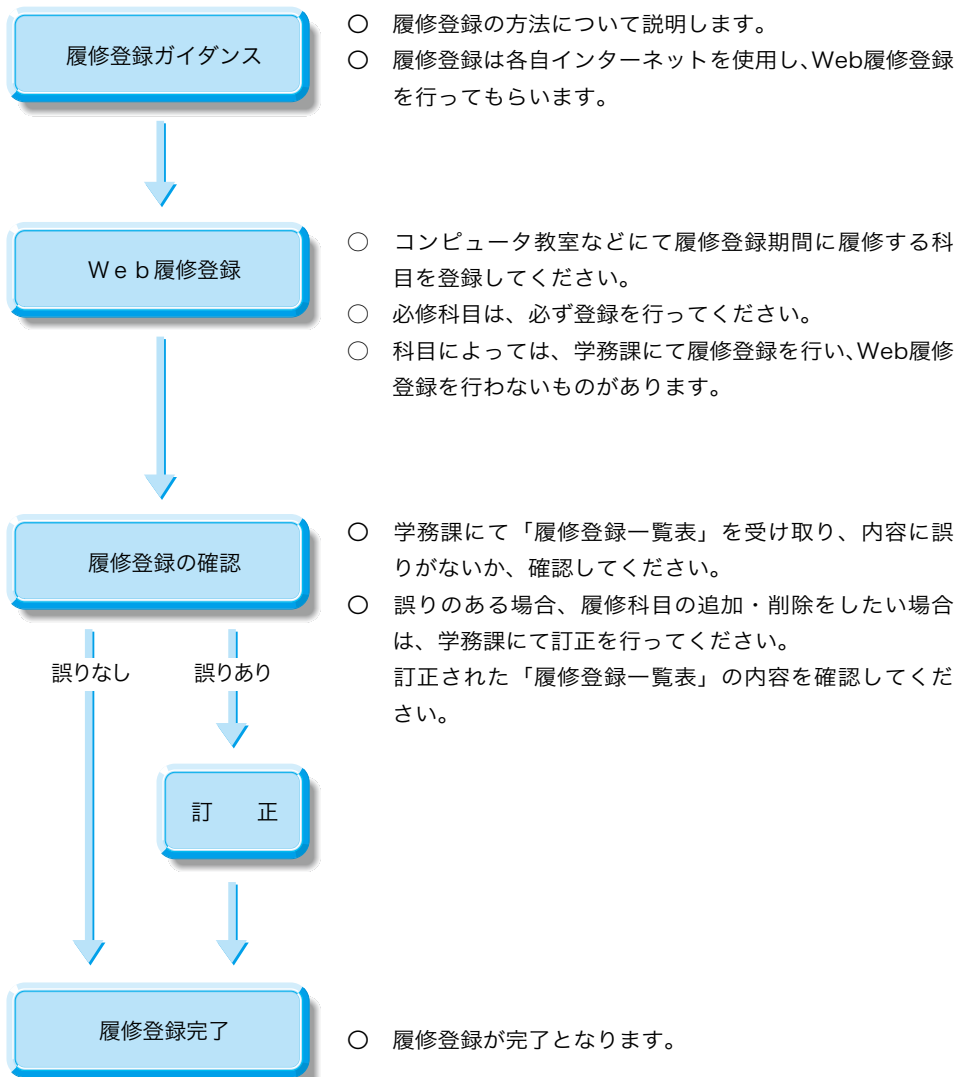 履修登録ガイダンス
○ 履修登録の方法について説明します。
○ 履修登録は各自インターネットを使用し、Web履修登録
を行ってもらいます。
Ｗｅｂ履修登録
○ コンピュータ教室などにて履修登録期間に履修する科
目を登録してください。
○ 必修科目は、必ず登録を行ってください。
○ 科目によっては、学務課にて履修登録を行い、Web履修
登録を行わないものがあります。
履修登録の確認
○ 学務課にて「履修登録一覧表」を受け取り、内容に誤
りがないか、確認してください。
○ 誤りのある場合、履修科目の追加・削除をしたい場合
は、学務課にて訂正を行ってください。
訂正された「履修登録一覧表」の内容を確認してくだ
さい。
誤りなし
誤りあり
訂　正
履修登録完了
○ 履修登録が完了となります。